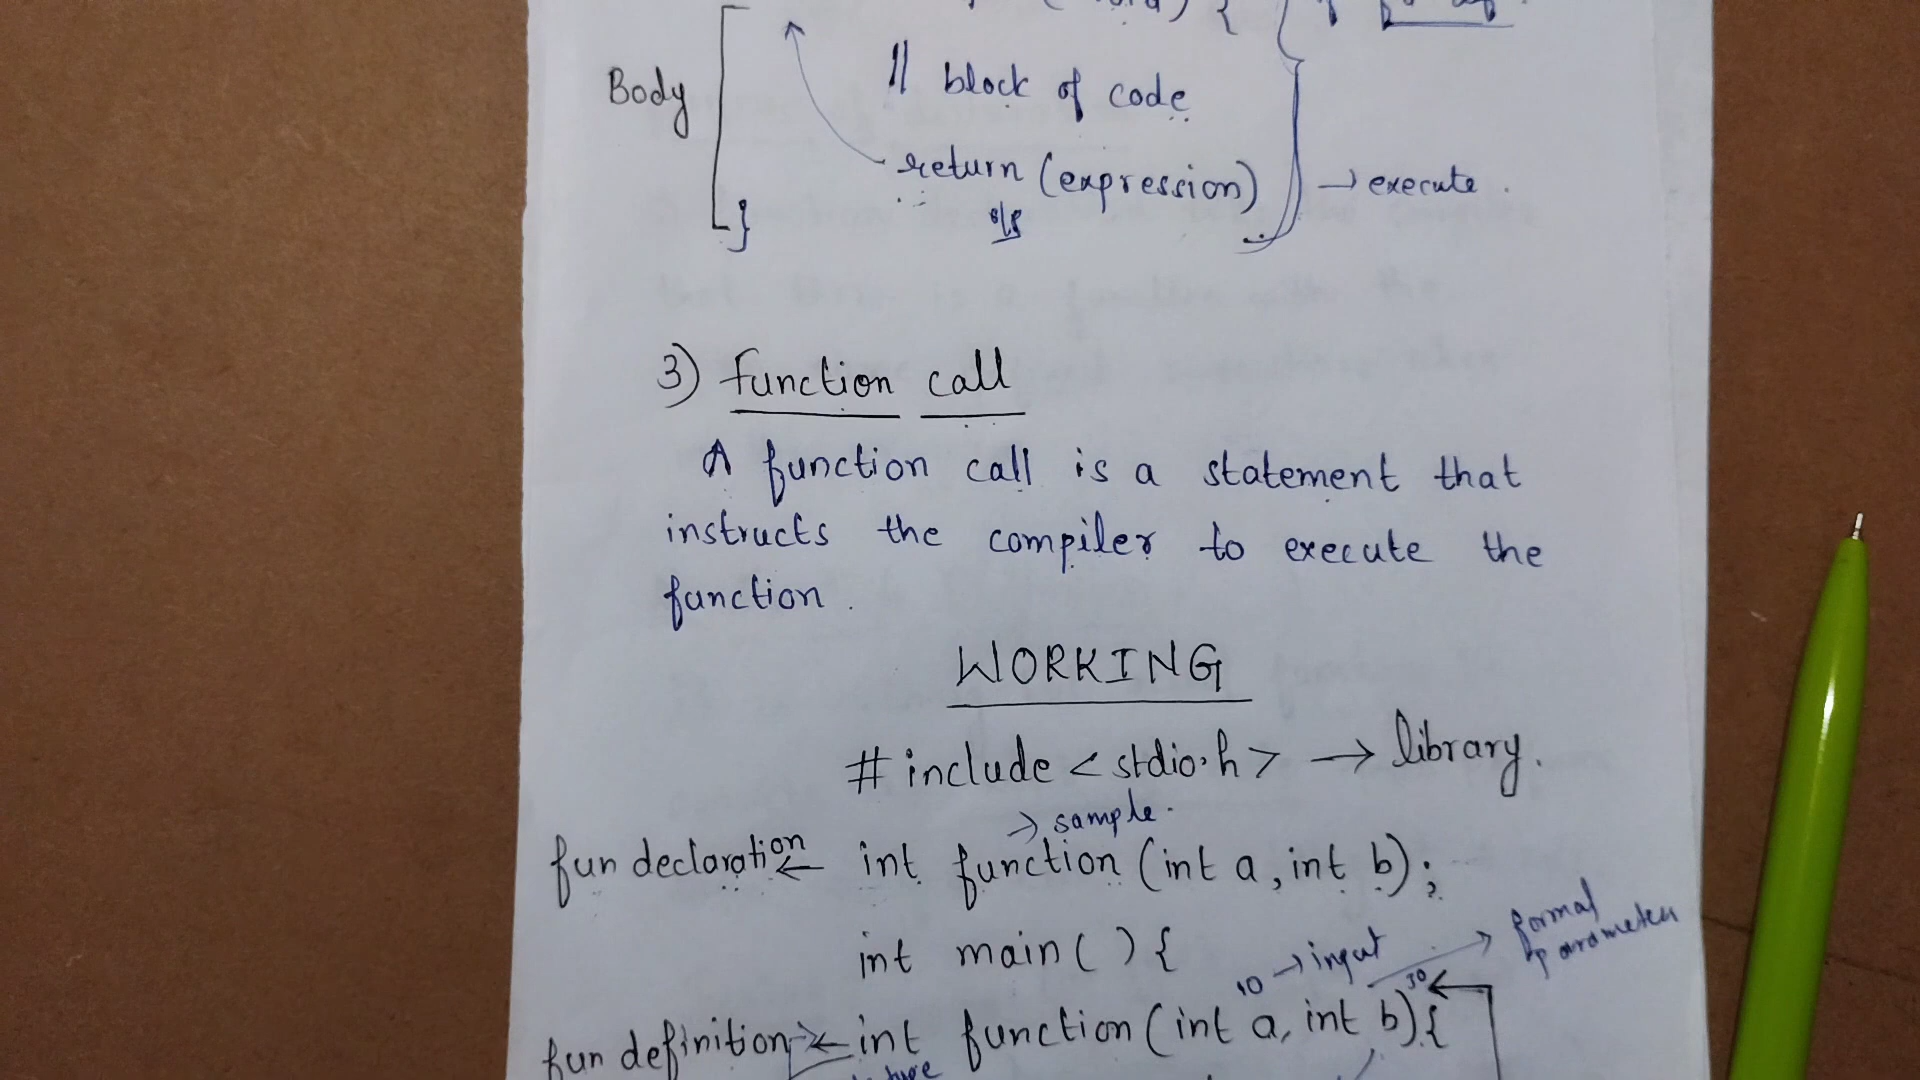 {
Body
// block of code
return (expression) → execute.
}
3) function call
A function call is a statement that
instructs the compiler to execute the
function.
WORKING
# include <stdio.h> → library.
→ sample.
fun declaration ← int function (int a, int b);
formal
parameters
int main ( ) {
10 → input
30
fun definition ← int function (int a, int b) {